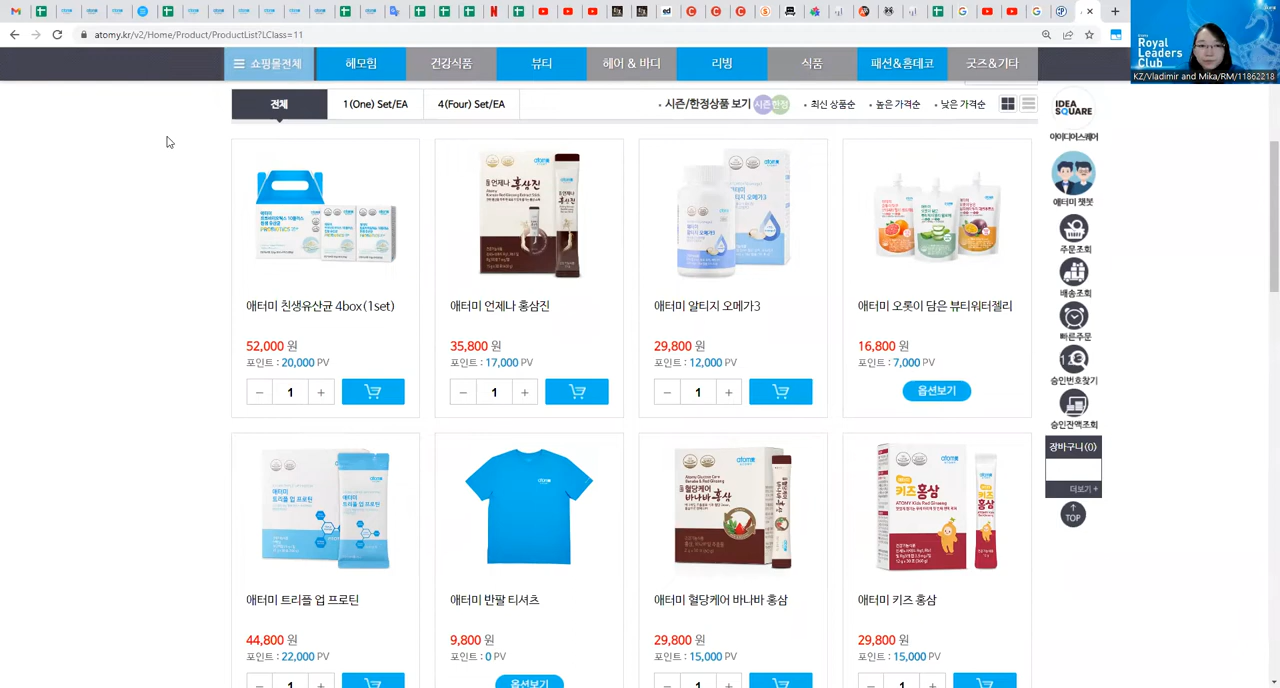 atomy.kr/v2/Home/Product/ProductList?LClass=11
Royal
Leaders
Club
KZ/Vladimir and Mika/RM/11862218
쇼핑몰전체
헤모힘
건강식품
뷰티
헤어 & 바디
리빙
식품
패션&홈데코
굿즈&기타
전체
1(One) Set/EA
4(Four) Set/EA
시즌/한정상품 보기
시즌
한정
최신 상품순
높은 가격순
낮은 가격순
IDEA
SQUARE
아이디어스퀘어
애터미 챗봇
주문조회
배송조회
빠른주문
승인번호찾기
승인잔액조회
장바구니(0)
더보기 +
TOP
애터미 친생유산균 4box (1set)
52,000 원
포인트 : 20,000 PV
1
애터미 언제나 홍삼진
35,800 원
포인트 : 17,000 PV
1
애터미 알티지 오메가3
29,800 원
포인트 : 12,000 PV
1
애터미 오롯이 담은 뷰티워터젤리
16,800 원
포인트 : 7,000 PV
옵션보기
애터미 트리플 업 프로틴
44,800 원
포인트 : 22,000 PV
1
애터미 반팔 티셔츠
9,800 원
포인트 : 0 PV
옵션보기
애터미 혈당케어 바나바 홍삼
29,800 원
포인트 : 15,000 PV
1
애터미 키즈 홍삼
29,800 원
포인트 : 15,000 PV
1